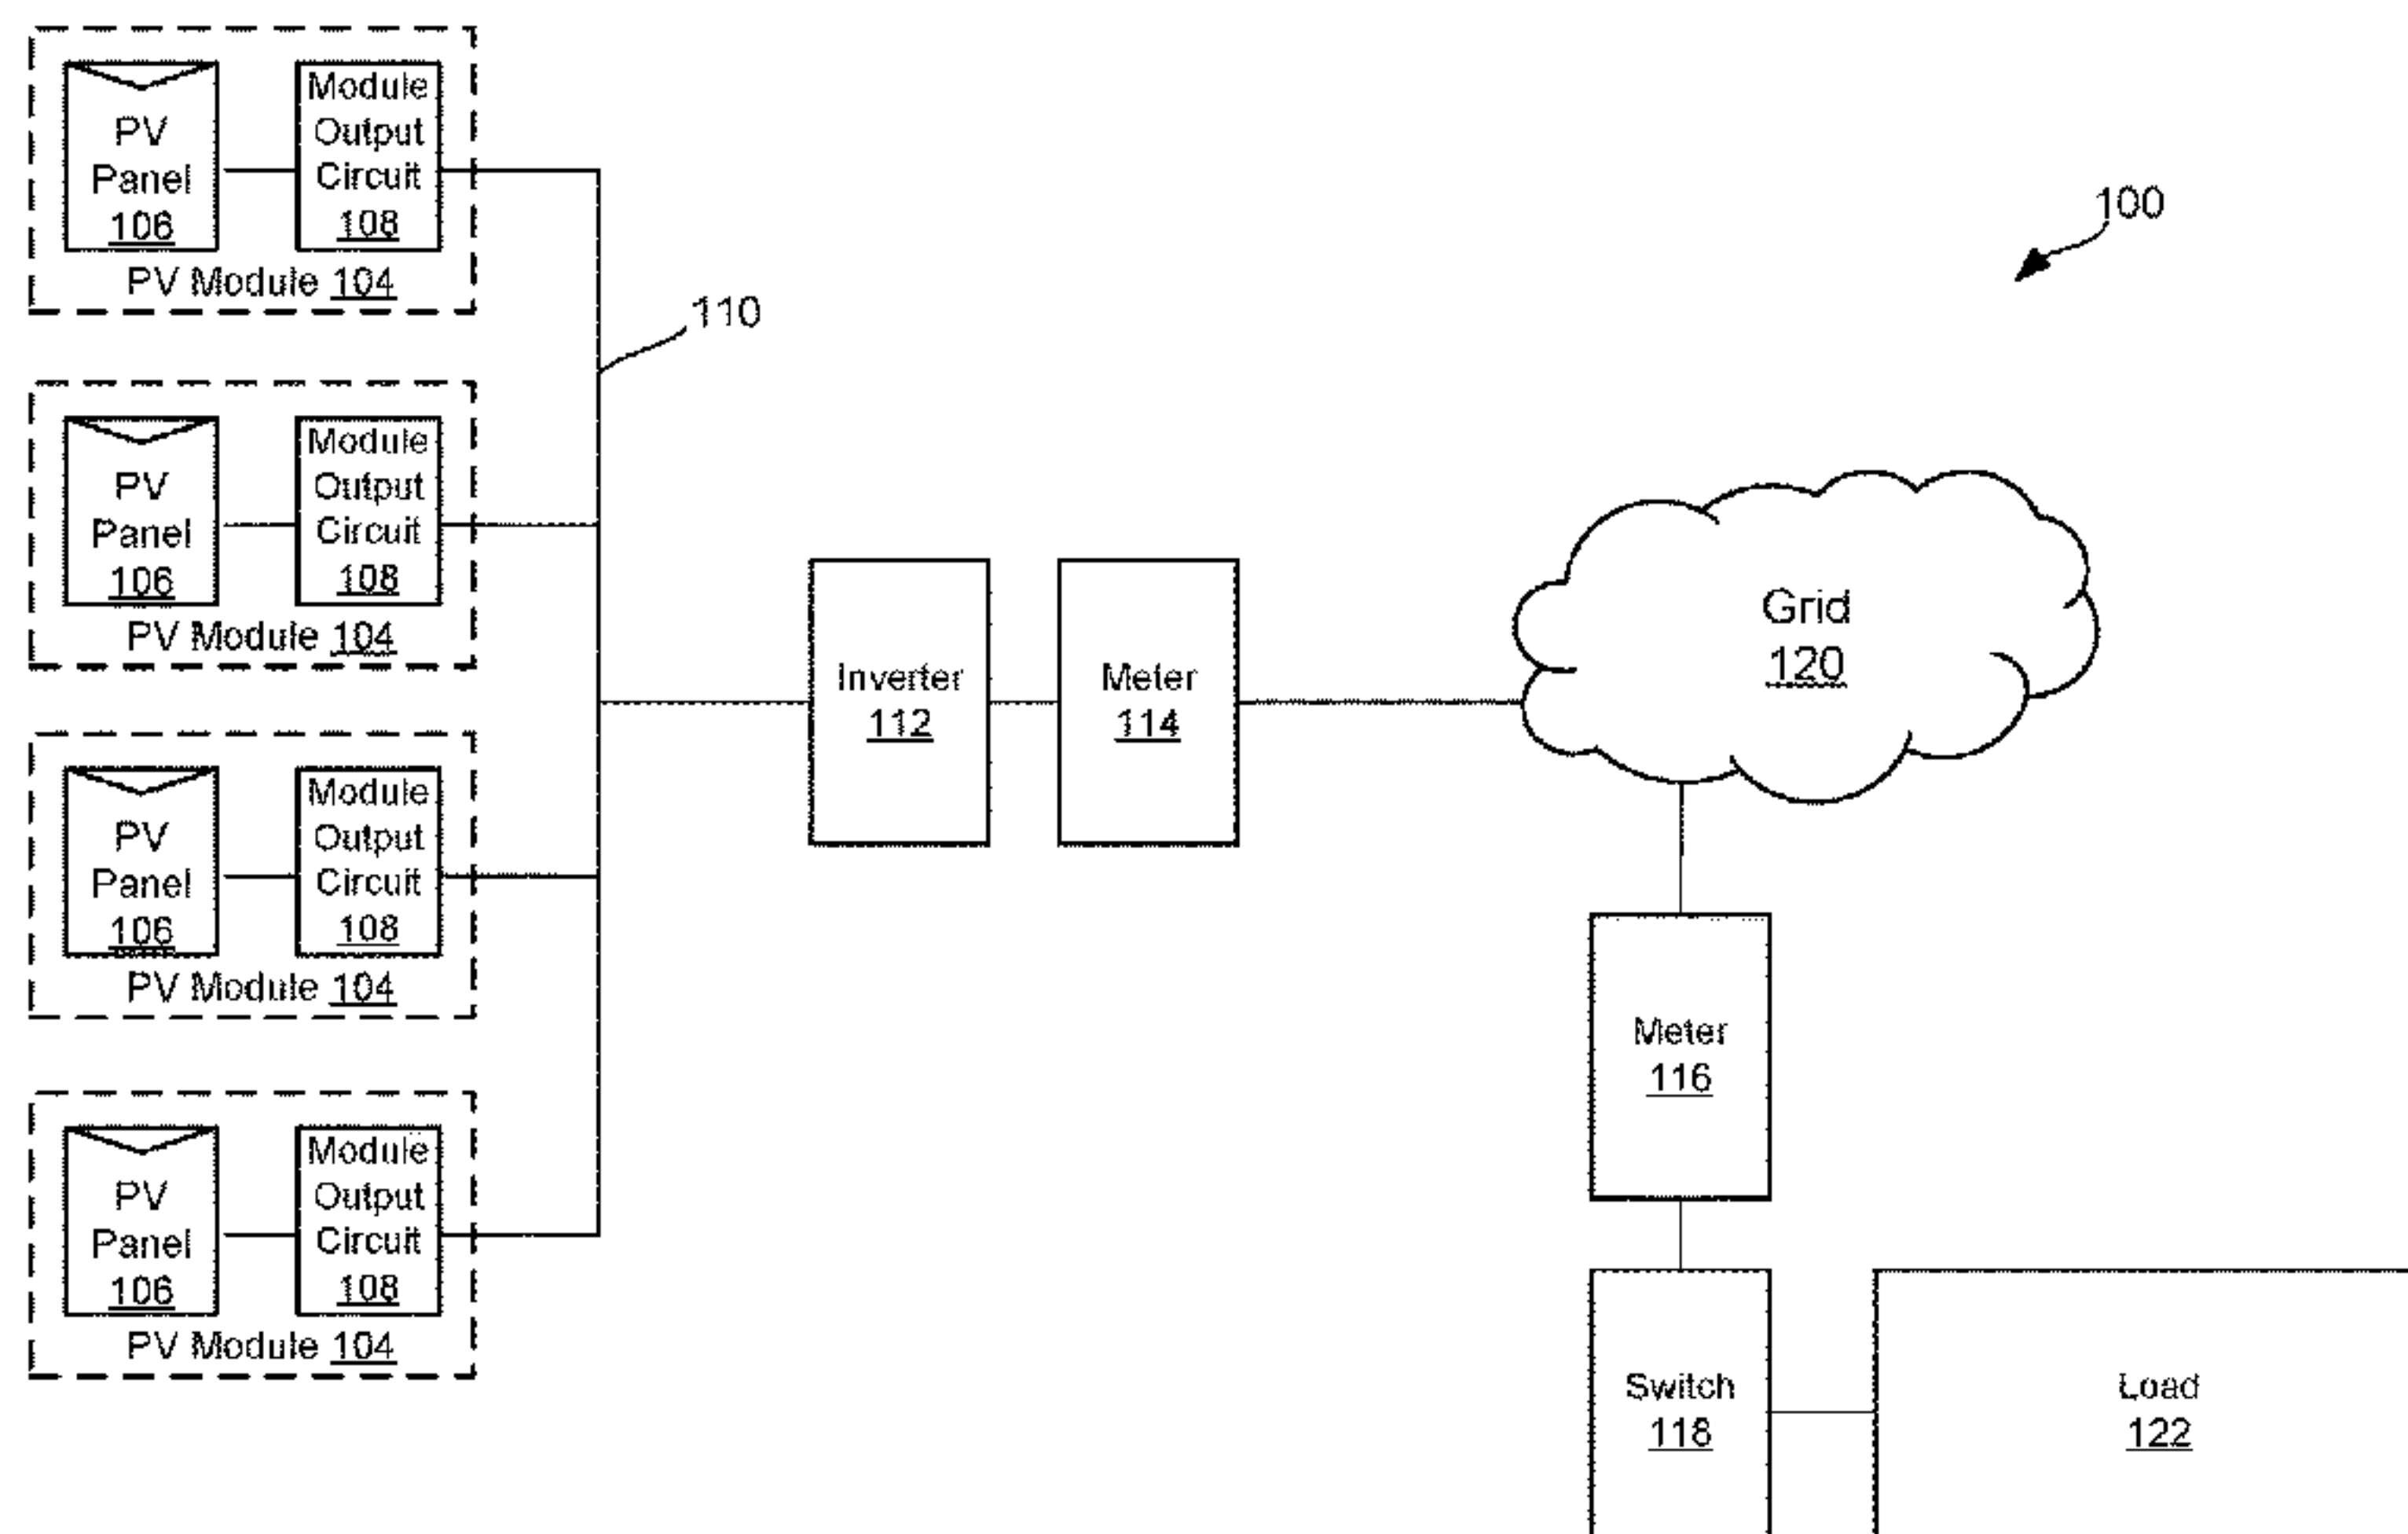 PV
Panel
106
Module
Output
Circuit
108
PV Module 104
100
110
PV
Panel
106
Module
Output
Circuit
108
PV Module 104
Inverter
112
Meter
114
Grid
120
PV
Panel
106
Module
Output
Circuit
108
PV Module 104
Meter
116
PV
Panel
106
Module
Output
Circuit
108
PV Module 104
Switch
118
Load
122